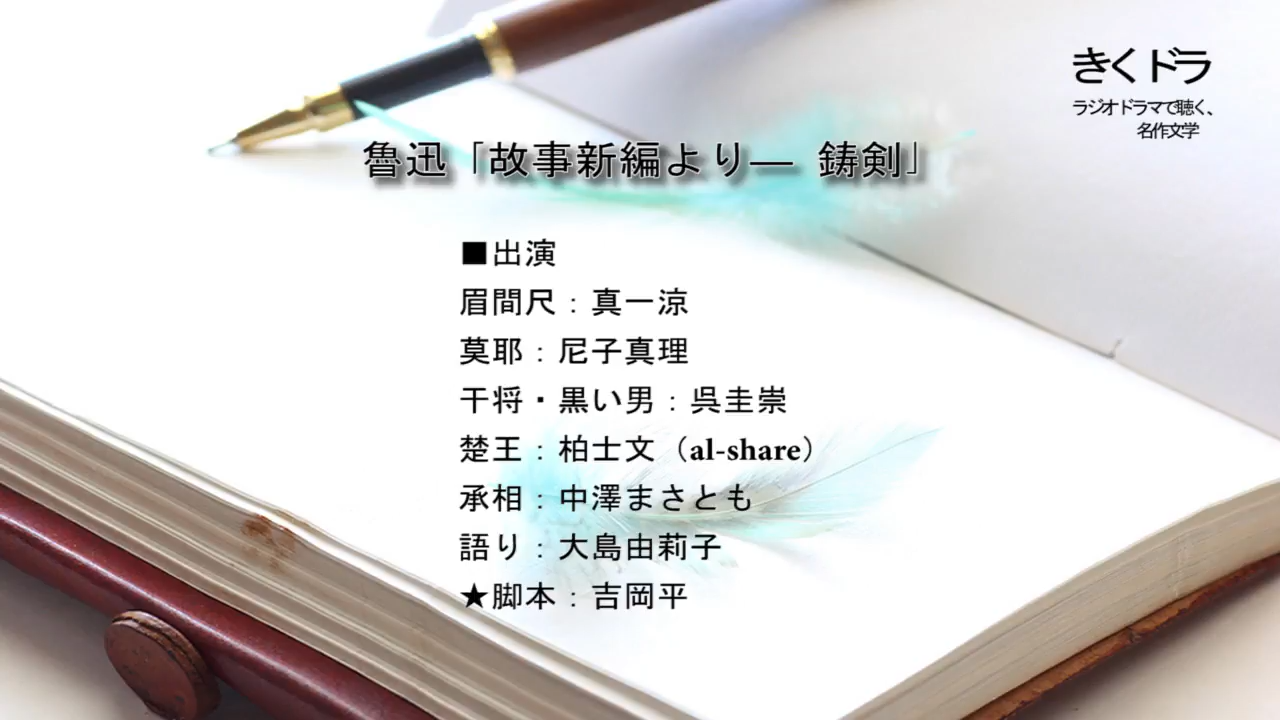 きくドラ
ラジオドラマで聴く、
名作文学
魯迅「故事新編より― 鋳剣」
■出演
眉間尺：真一涼
莫耶：尼子真理
干将・黒い男：呉圭崇
楚王：柏士文（al-share）
承相：中澤まさとも
語り：大島由莉子
★脚本：吉岡平